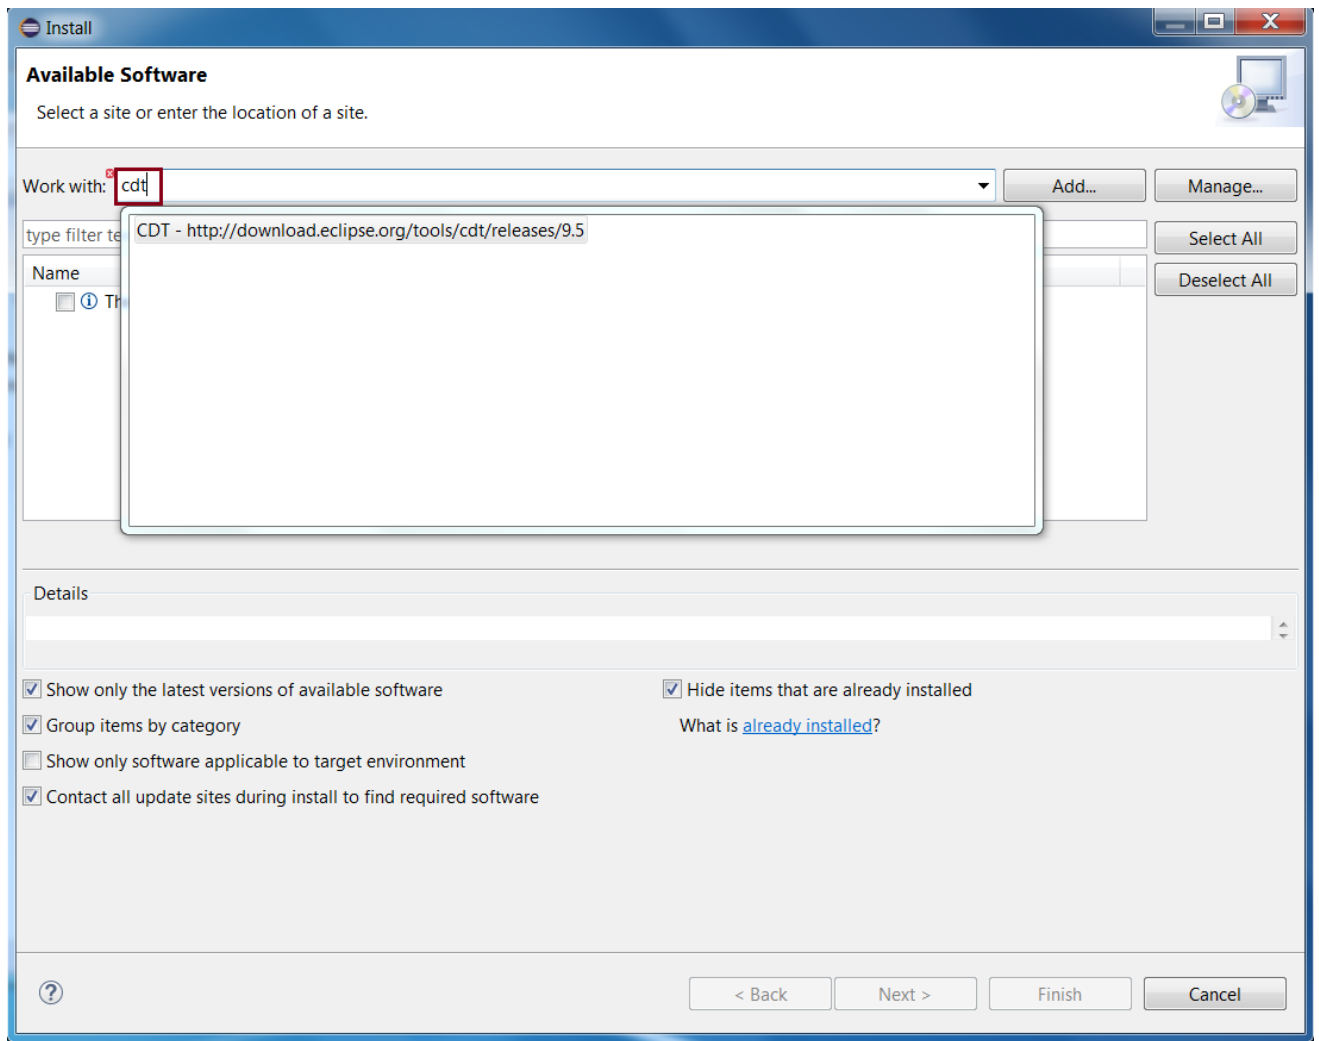 Install
Available Software
Select a site or enter the location of a site.
Work with: cdt Add... Manage...
CDT - http://download.eclipse.org/tools/cdt/releases/9.5
type filter Select All
Name Deselect All
Details
Show only the latest versions of available software Hide items that are already installed
Group items by category What is already installed?
Show only software applicable to target environment
Contact all update sites during install to find required software
< Back Next > Finish Cancel